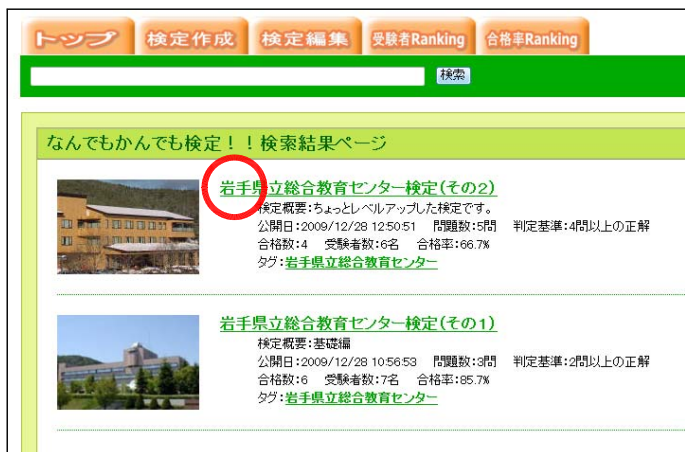 トップ 検定作成 検定編集 受験者Ranking 合格率Ranking
検索
なんでもかんでも検定！！検索結果ページ
岩手県立総合教育センター検定(その2)
検定概要:ちょっとレベルアップした検定です。
公開日:2009/12/28 12:50:51 問題数:5問 判定基準:4問以上の正解
合格数:4 受験者数:6名 合格率:66.7%
タグ:岩手県立総合教育センター
岩手県立総合教育センター検定(その1)
検定概要:基礎編
公開日:2009/12/28 10:56:53 問題数:3問 判定基準:2問以上の正解
合格数:6 受験者数:7名 合格率:85.7%
タグ:岩手県立総合教育センター